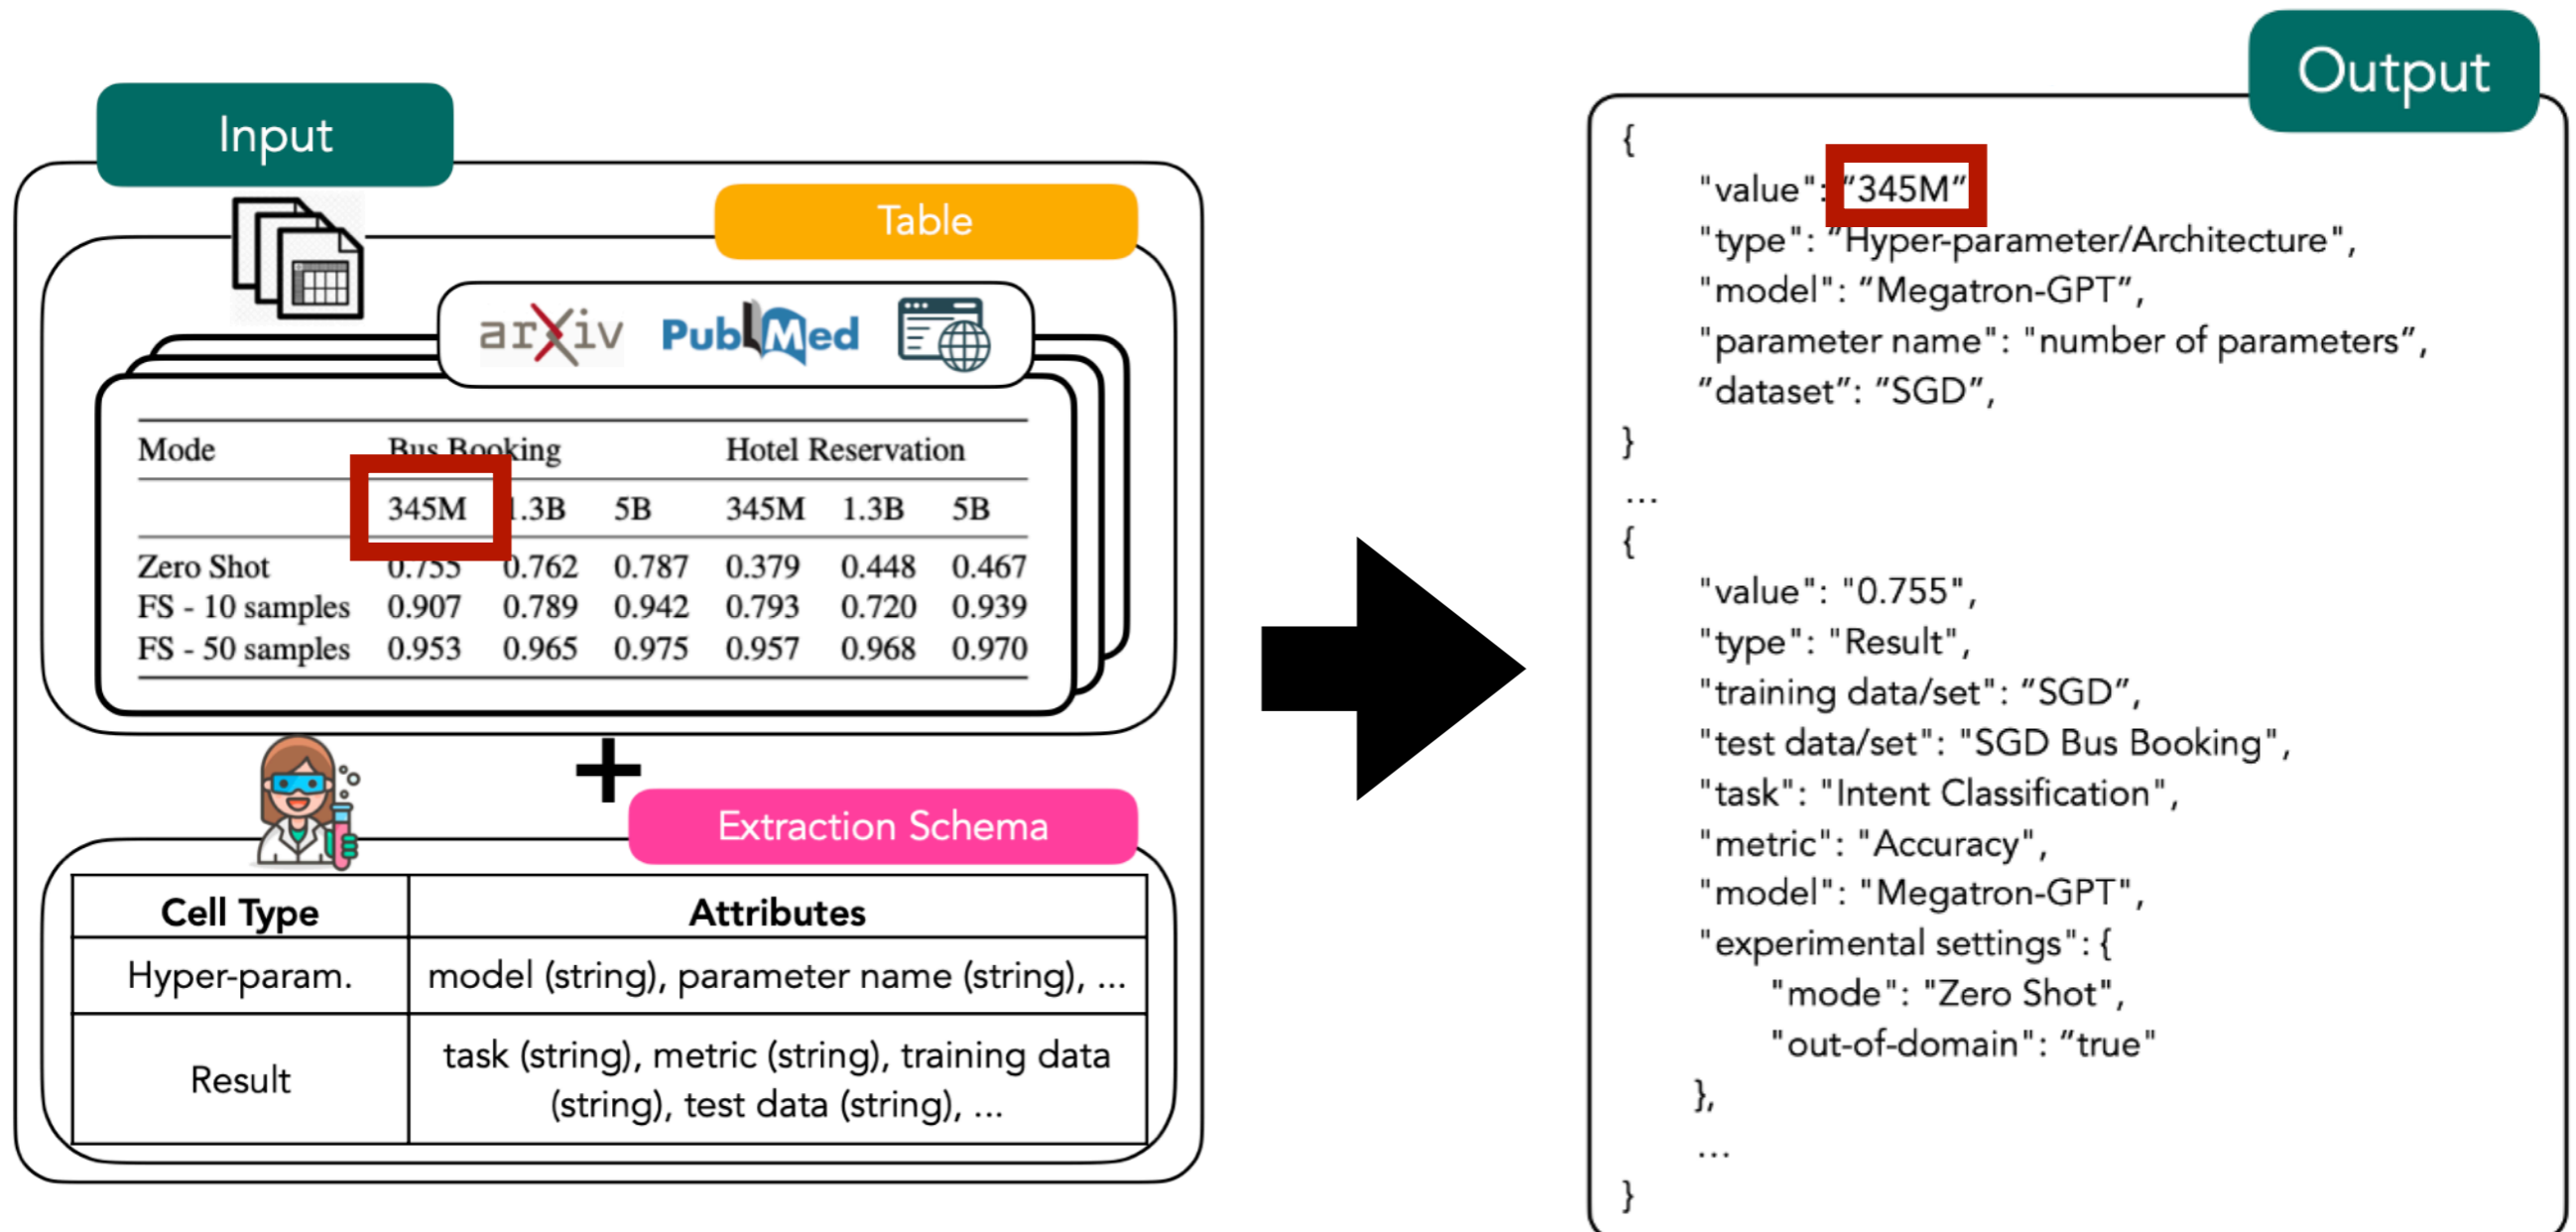 Input
Table
arXiv PubMed
Mode Bus Booking Hotel Reservation
345M 1.3B 5B 345M 1.3B 5B
Zero Shot 0.755 0.762 0.787 0.379 0.448 0.467
FS - 10 samples 0.907 0.789 0.942 0.793 0.720 0.939
FS - 50 samples 0.953 0.965 0.975 0.957 0.968 0.970
+
Extraction Schema
Cell Type Attributes
Hyper-param. model (string), parameter name (string), ...
Result task (string), metric (string), training data
(string), test data (string), ...
Output
{
"value": “345M”
"type": “Hyper-parameter/Architecture",
"model": “Megatron-GPT”,
"parameter name": "number of parameters”,
”dataset”: “SGD”,
}
...
{
"value": "0.755",
"type": "Result",
"training data/set": “SGD”,
"test data/set": "SGD Bus Booking",
"task": "Intent Classification",
"metric": "Accuracy",
"model": "Megatron-GPT",
"experimental settings": {
"mode": "Zero Shot",
"out-of-domain": “true"
},
...
}